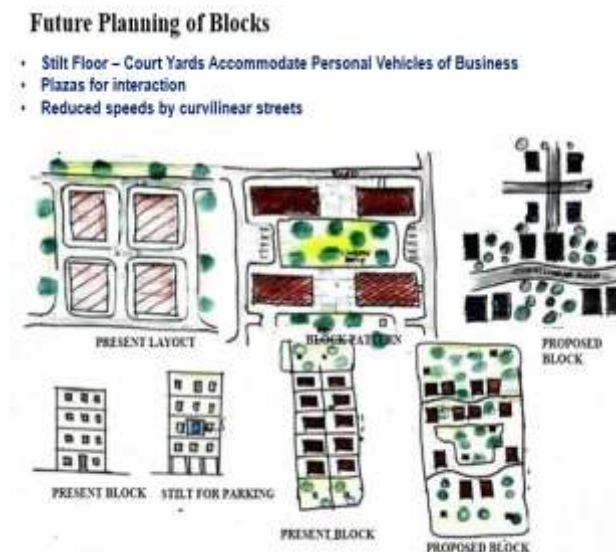 Future Planning of Blocks
• Stilt Floor – Court Yards Accommodate Personal Vehicles of Business
• Plazas for interaction
• Reduced speeds by curvilinear streets
PRESENT LAYOUT
BLOCK PATTERN
PROPOSED
BLOCK
PRESENT BLOCK
STILT FOR PARKING
PRESENT BLOCK
PROPOSED BLOCK